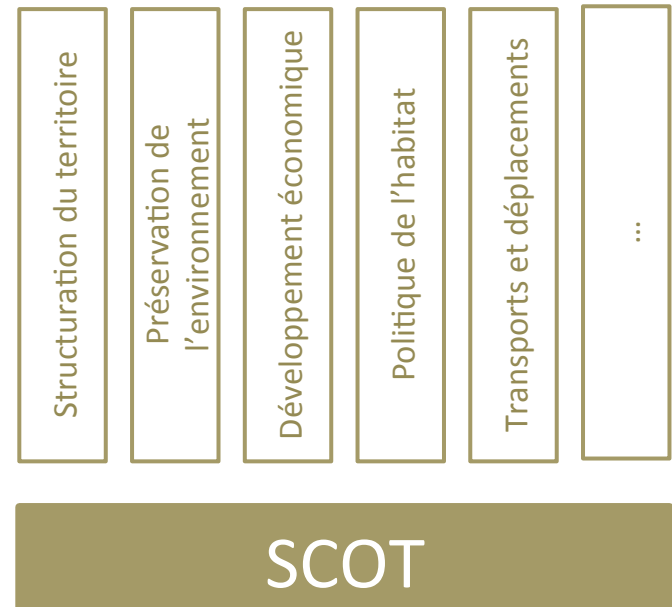 Structuration du territoire
Préservation de
l’environnement
Développement économique
Politique de l’habitat
Transports et déplacements
...
SCOT